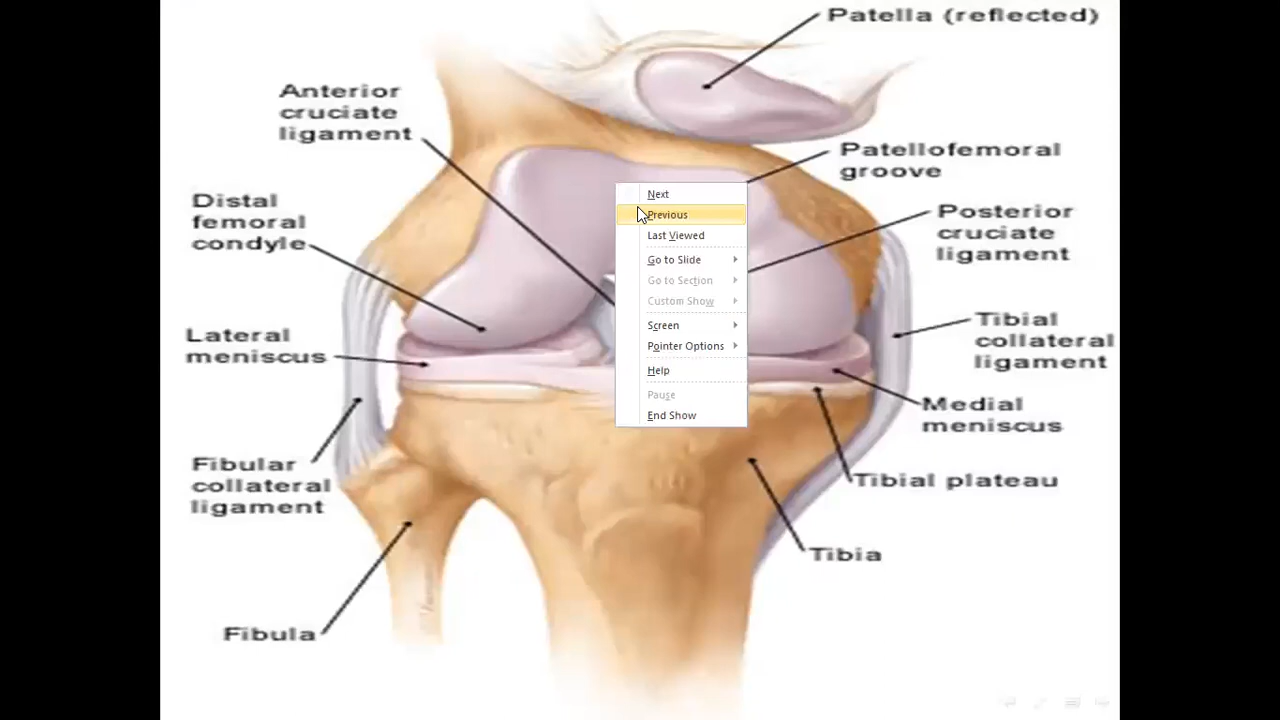 Patella (reflected)
Anterior
cruciate
ligament
Patellofemoral
groove
Distal
femoral
condyle
Posterior
cruciate
ligament
Next
Previous
Last Viewed
Go to Slide
Go to Section
Custom Show
Screen
Pointer Options
Help
Pause
End Show
Lateral
meniscus
Tibial
collateral
ligament
Medial
meniscus
Fibular
collateral
ligament
Tibial plateau
Tibia
Fibula